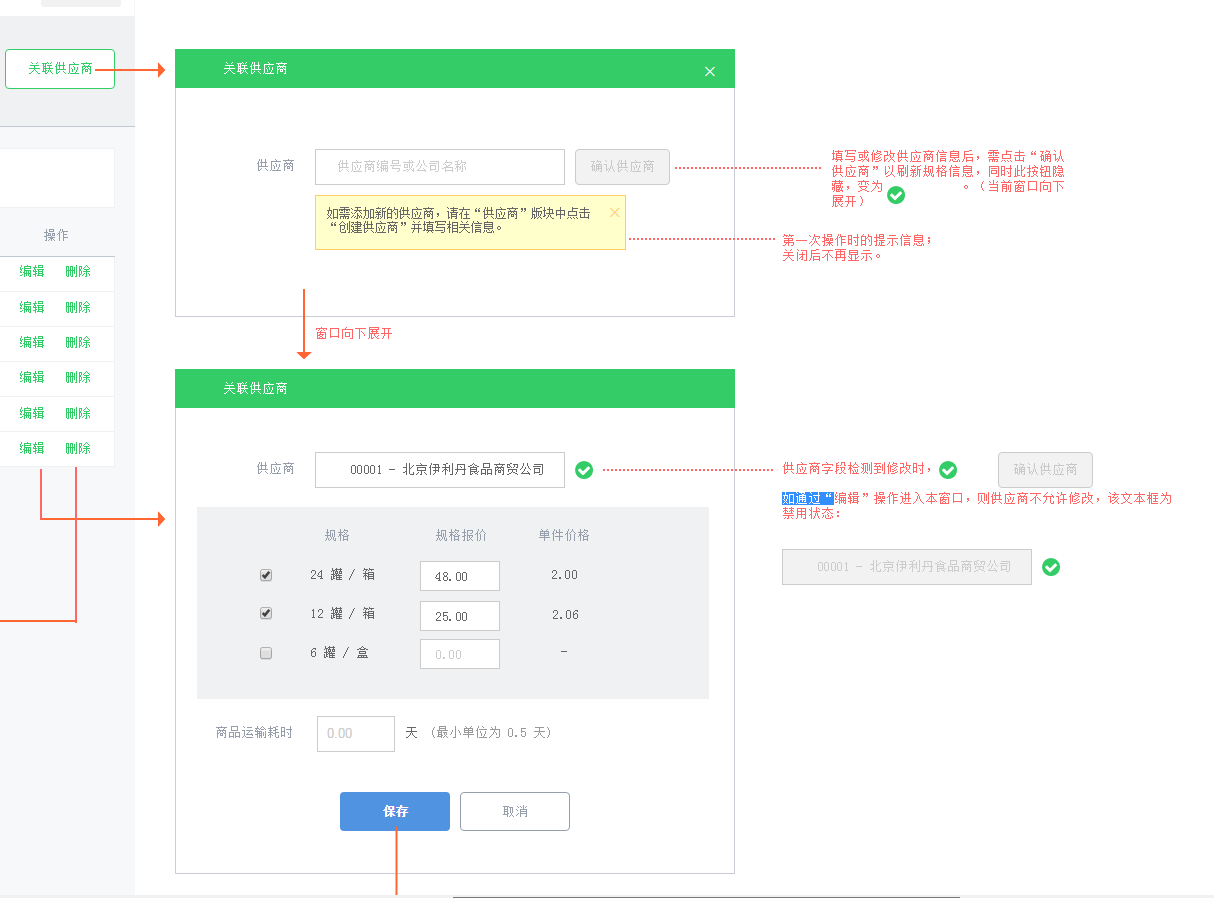 关联供应商
操作
编辑 删除
编辑 删除
编辑 删除
编辑 删除
编辑 删除
编辑 删除
关联供应商
供应商 供应商编号或公司名称 确认供应商
如需添加新的供应商，请在“供应商”版块中点击
“创建供应商”并填写相关信息。
填写或修改供应商信息后，需点击“确认
供应商”以刷新规格信息，同时此按钮隐
藏，变为 。（当前窗口向下
展开）
第一次操作时的提示信息；
关闭后不再显示。
窗口向下展开
关联供应商
供应商 00001 - 北京伊利丹食品商贸公司
规格 规格报价 单件价格
24 罐 / 箱 48.00 2.00
12 罐 / 箱 25.00 2.06
6 罐 / 盒 0.00 -
商品运输耗时 0.00 天 （最小单位为 0.5 天）
保存 取消
供应商字段检测到修改时， 确认供应商
如通过“编辑”操作进入本窗口，则供应商不允许修改，该文本框为
禁用状态：
00001 - 北京伊利丹食品商贸公司